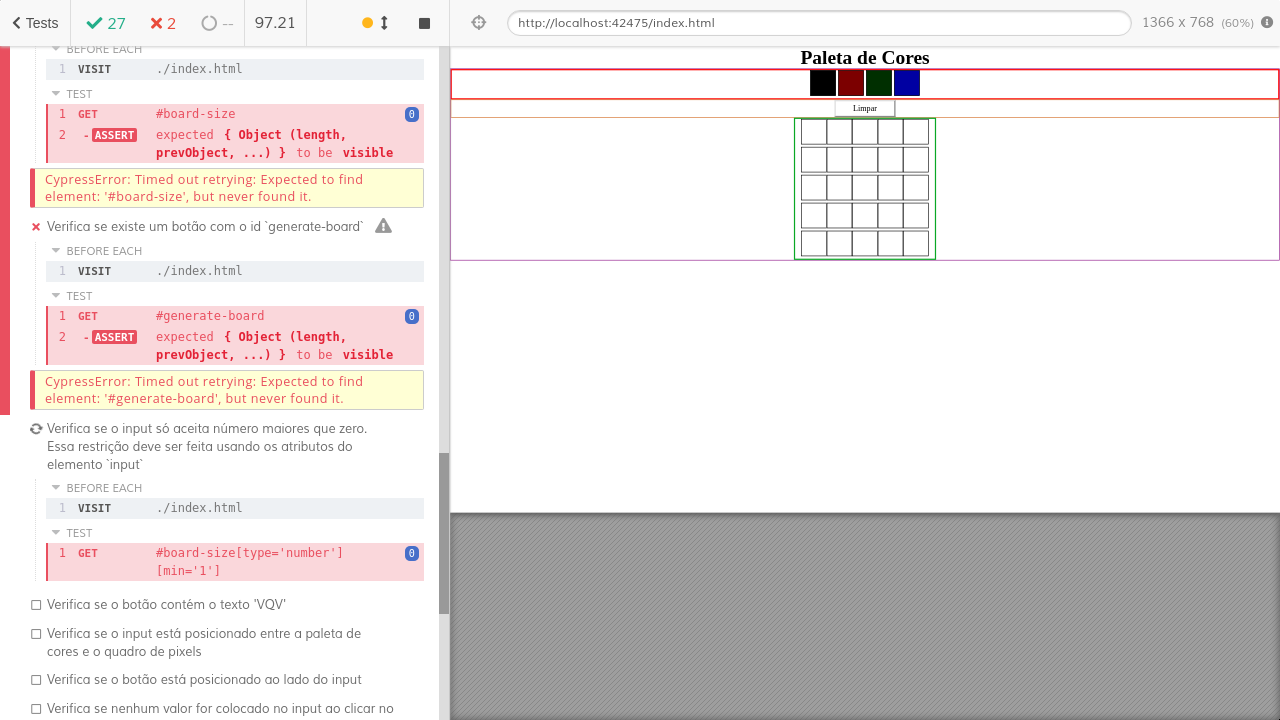 Tests
27
2
--
97.21
http://localhost:42475/index.html
1366 x 768 (60%)
BEFORE EACH
1 VISIT ./index.html
TEST
1 GET #board-size 0
2 -ASSERT expected { Object (length,
prevObject, ...) } to be visible
CypressError: Timed out retrying: Expected to find
element: '#board-size', but never found it.
Verifica se existe um botão com o id `generate-board`
BEFORE EACH
1 VISIT ./index.html
TEST
1 GET #generate-board 0
2 -ASSERT expected { Object (length,
prevObject, ...) } to be visible
CypressError: Timed out retrying: Expected to find
element: '#generate-board', but never found it.
Verifica se o input só aceita número maiores que zero.
Essa restrição deve ser feita usando os atributos do
elemento `input`
BEFORE EACH
1 VISIT ./index.html
TEST
1 GET #board-size[type='number'] 0
[min='1']
Verifica se o botão contém o texto 'VQV'
Verifica se o input está posicionado entre a paleta de
cores e o quadro de pixels
Verifica se o botão está posicionado ao lado do input
Verifica se nenhum valor for colocado no input ao clicar no
Paleta de Cores
Limpar